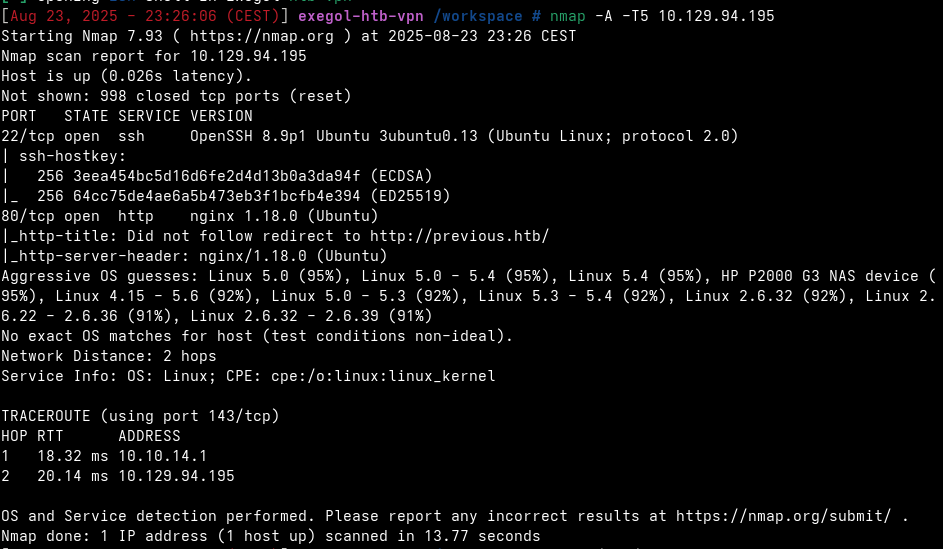 [Aug 23, 2025 - 23:26:06 (CEST)] exegol-htb-vpn /workspace # nmap -A -T5 10.129.94.195
Starting Nmap 7.93 ( https://nmap.org ) at 2025-08-23 23:26 CEST
Nmap scan report for 10.129.94.195
Host is up (0.026s latency).
Not shown: 998 closed tcp ports (reset)
PORT   STATE SERVICE VERSION
22/tcp open  ssh     OpenSSH 8.9p1 Ubuntu 3ubuntu0.13 (Ubuntu Linux; protocol 2.0)
| ssh-hostkey:
|   256 3eea454bc5d16d6fe2d4d13b0a3da94f (ECDSA)
|_  256 64cc75de4ae6a5b473eb3f1bcfb4e394 (ED25519)
80/tcp open  http    nginx 1.18.0 (Ubuntu)
|_http-title: Did not follow redirect to http://previous.htb/
|_http-server-header: nginx/1.18.0 (Ubuntu)
Aggressive OS guesses: Linux 5.0 (95%), Linux 5.0 - 5.4 (95%), Linux 5.4 (95%), HP P2000 G3 NAS device (
95%), Linux 4.15 - 5.6 (92%), Linux 5.0 - 5.3 (92%), Linux 5.3 - 5.4 (92%), Linux 2.6.32 (92%), Linux 2.
6.22 - 2.6.36 (91%), Linux 2.6.32 - 2.6.39 (91%)
No exact OS matches for host (test conditions non-ideal).
Network Distance: 2 hops
Service Info: OS: Linux; CPE: cpe:/o:linux:linux_kernel
TRACEROUTE (using port 143/tcp)
HOP RTT      ADDRESS
1   18.32 ms 10.10.14.1
2   20.14 ms 10.129.94.195
OS and Service detection performed. Please report any incorrect results at https://nmap.org/submit/ .
Nmap done: 1 IP address (1 host up) scanned in 13.77 seconds